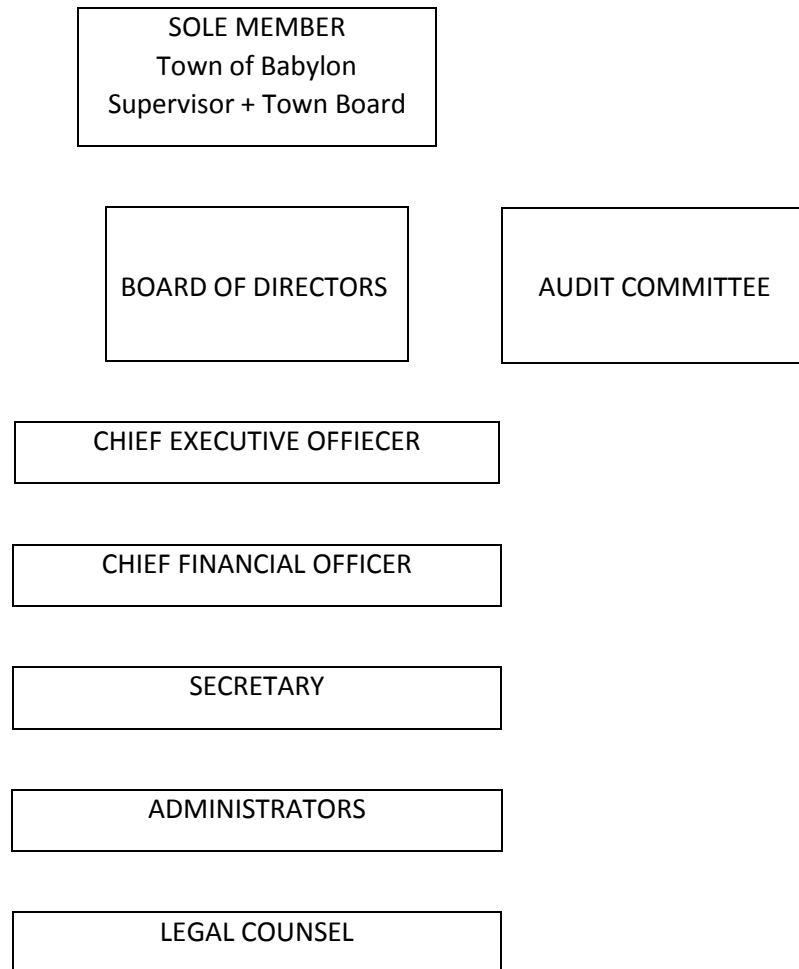 SOLE MEMBER
Town of Babylon
Supervisor + Town Board
BOARD OF DIRECTORS
AUDIT COMMITTEE
CHIEF EXECUTIVE OFFIECER
CHIEF FINANCIAL OFFICER
SECRETARY
ADMINISTRATORS
LEGAL COUNSEL